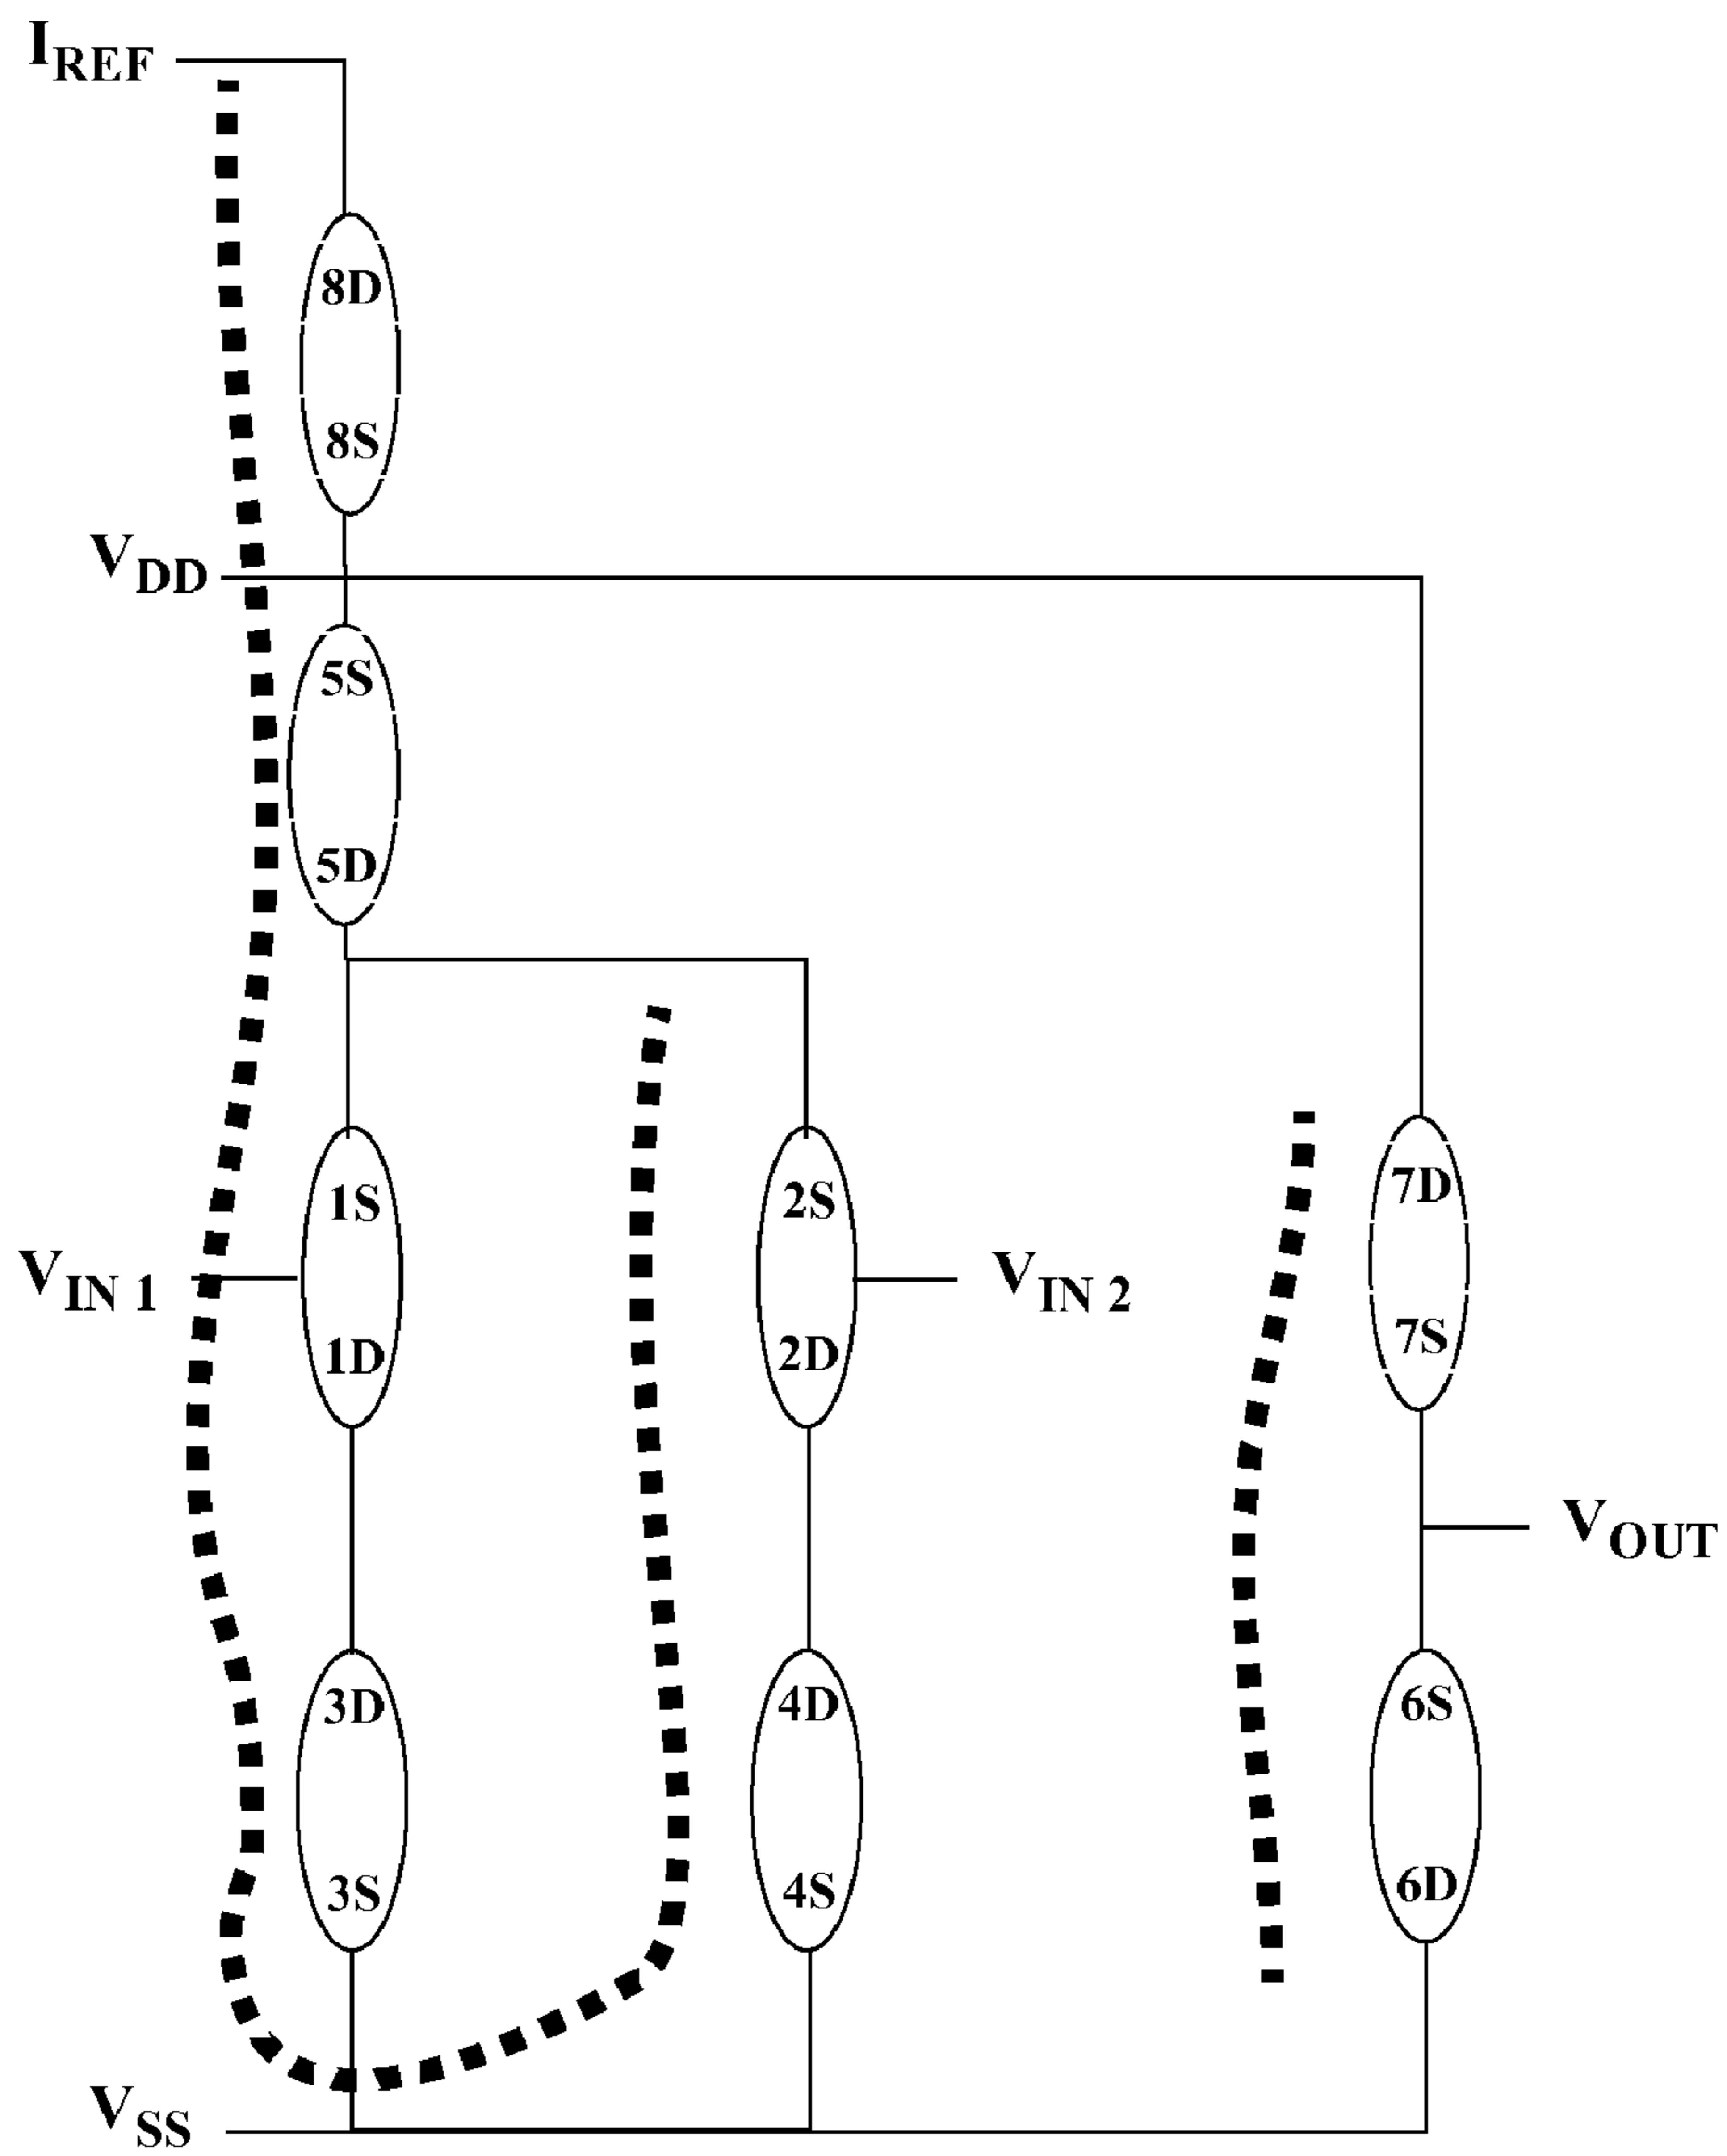 I_REF
8D
8S
V_DD
5S
5D
1S
2S
7D
V_IN 1
V_IN 2
1D
2D
7S
V_OUT
3D
4D
6S
3S
4S
6D
V_SS